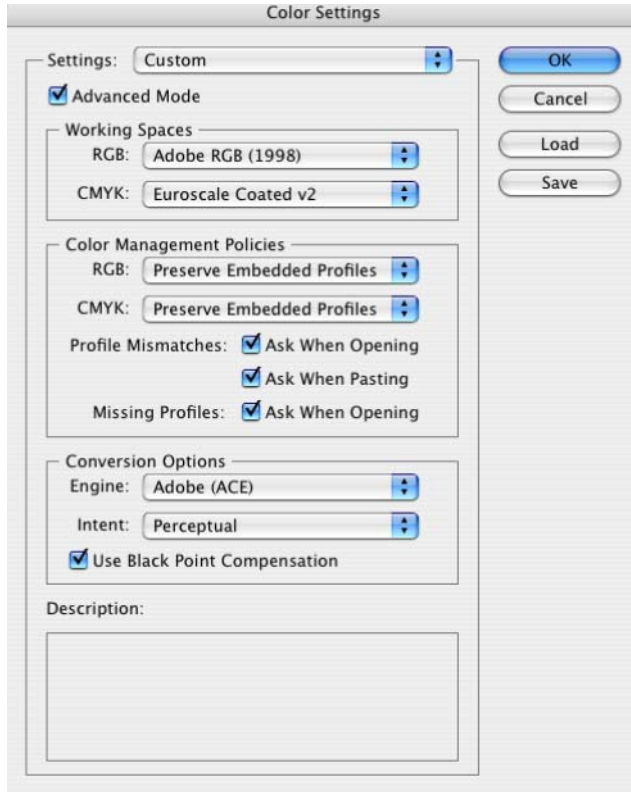 Color Settings
Settings: Custom
Advanced Mode
Working Spaces
RGB: Adobe RGB (1998)
CMYK: Euroscale Coated v2
Color Management Policies
RGB: Preserve Embedded Profiles
CMYK: Preserve Embedded Profiles
Profile Mismatches: Ask When Opening
Ask When Pasting
Missing Profiles: Ask When Opening
Conversion Options
Engine: Adobe (ACE)
Intent: Perceptual
Use Black Point Compensation
Description:
OK
Cancel
Load
Save